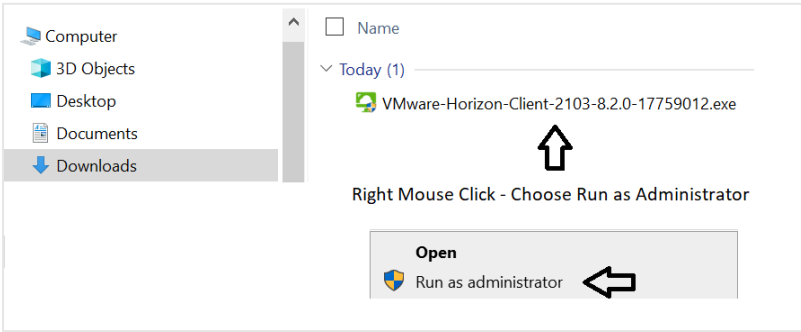 Computer
3D Objects
Desktop
Documents
Downloads
Name
Today (1)
VMware-Horizon-Client-2103-8.2.0-17759012.exe
Right Mouse Click - Choose Run as Administrator
Open
Run as administrator